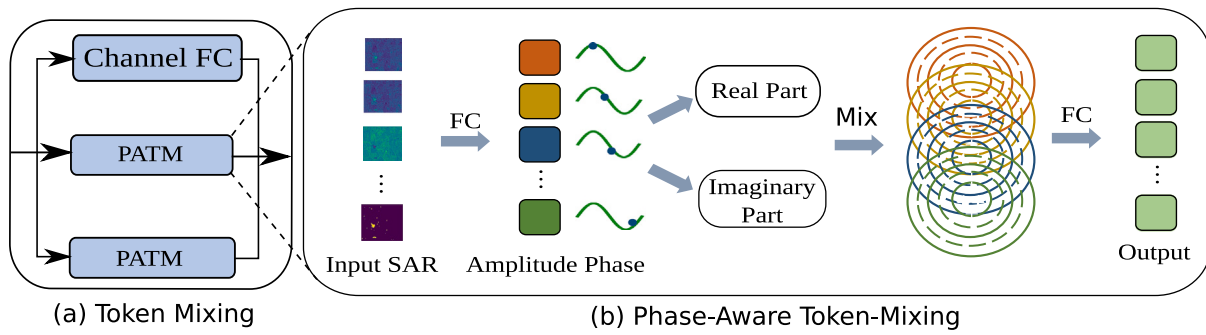 Channel FC
PATM
PATM
(a) Token Mixing
FC
Real Part
Imaginary
Part
Mix
FC
Input SAR
Amplitude Phase
Output
(b) Phase-Aware Token-Mixing